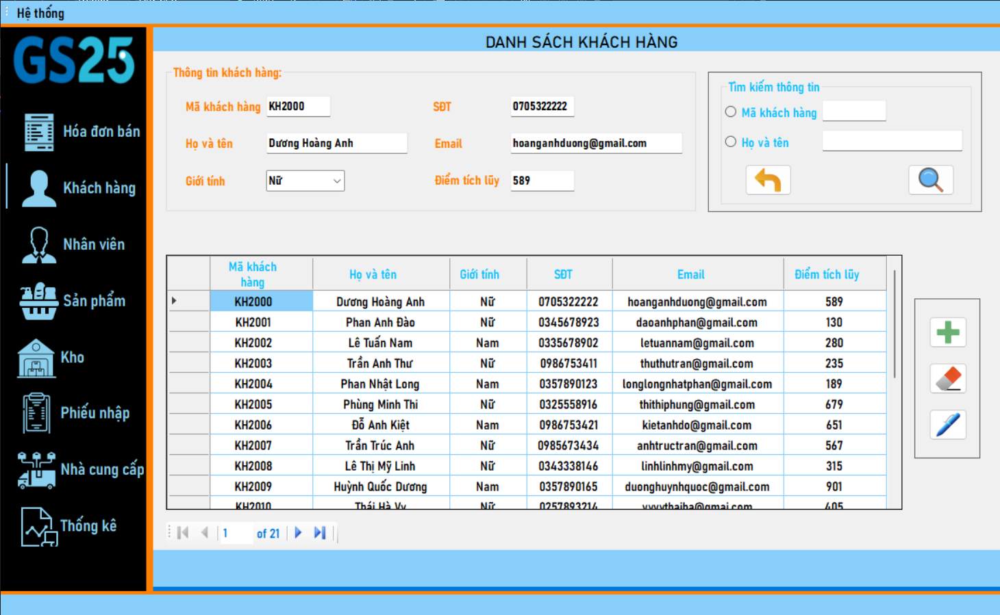 Hệ thống
GS25
DANH SÁCH KHÁCH HÀNG
Hóa đơn bán
Khách hàng
Nhân viên
Sản phẩm
Kho
Phiếu nhập
Nhà cung cấp
Thống kê
Thông tin khách hàng:
Mã khách hàng KH2000 SĐT 0705322222
Họ và tên Dương Hoàng Anh Email hoanganhduong@gmail.com
Giới tính Nữ Điểm tích lũy 589
Tìm kiếm thông tin
Mã khách hàng
Họ và tên
Mã khách hàng Họ và tên Giới tính SĐT Email Điểm tích lũy
KH2000 Dương Hoàng Anh Nữ 0705322222 hoanganhduong@gmail.com 589
KH2001 Phan Anh Đào Nữ 0345678923 daoanhphan@gmail.com 130
KH2002 Lê Tuấn Nam Nam 0335678902 letuannam@gmail.com 280
KH2003 Trần Anh Thư Nữ 0986753411 thuthutran@gmail.com 235
KH2004 Phan Nhật Long Nam 0357890123 longlongnhatphan@gmail.com 189
KH2005 Phùng Minh Thi Nữ 0325558916 thithiphung@gmail.com 679
KH2006 Đỗ Anh Kiệt Nam 0986753421 kietanhdo@gmail.com 651
KH2007 Trần Trúc Anh Nữ 0985673434 anhtructran@gmail.com 567
KH2008 Lê Thị Mỹ Linh Nữ 0343338146 linhlinhmy@gmail.com 315
KH2009 Huỳnh Quốc Dương Nam 0357890165 duonghuynhquoc@gmail.com 901
KH2010 Thái Hà Vy Nữ 0257893214 vyvythaiha@gmai.com 405
1 of 21